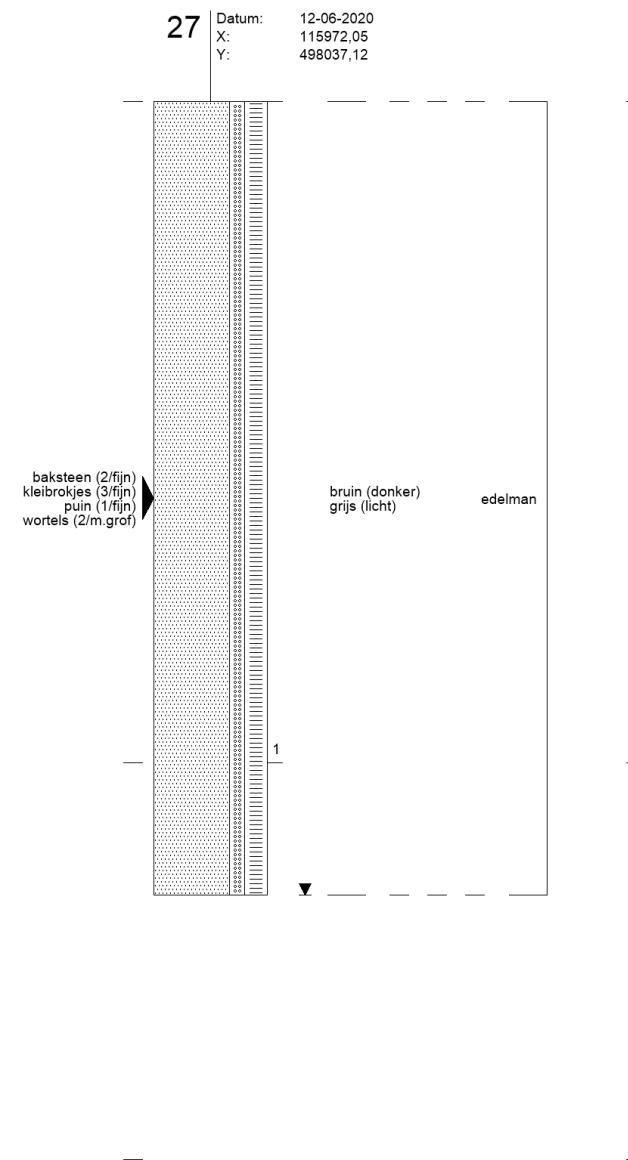 27
Datum: 12-06-2020
X: 115972,05
Y: 498037,12
baksteen (2/fijn)
kleibrokjes (3/fijn)
puin (1/fijn)
wortels (2/m.grof)
bruin (donker)
grijs (licht)
edelman
1